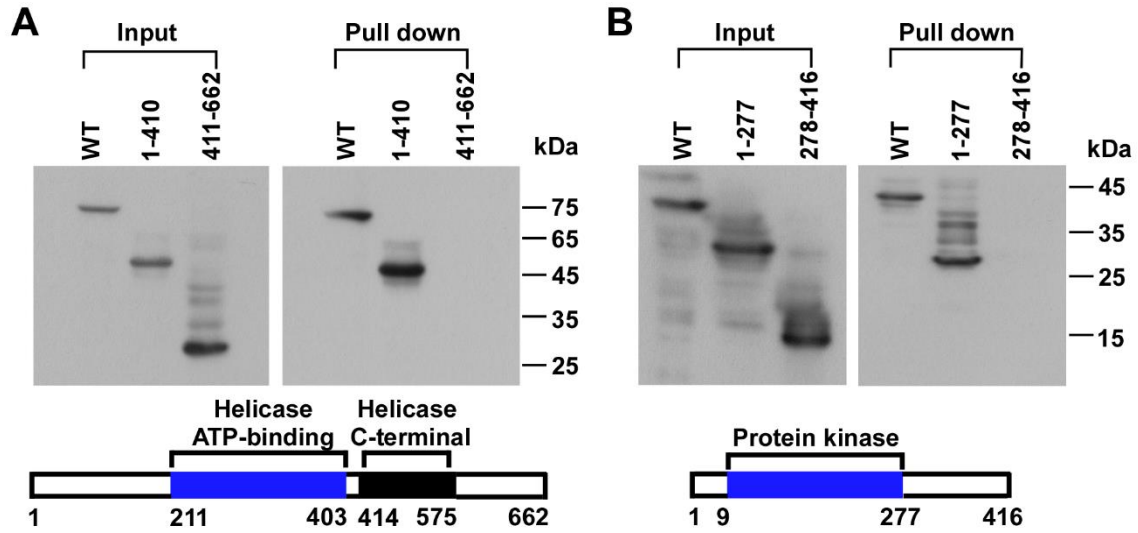 A
Input
Pull down
WT
1-410
411-662
WT
1-410
411-662
kDa
75
65
45
35
25
Helicase
ATP-binding
Helicase
C-terminal
1
211
403
414
575
662
B
Input
Pull down
WT
1-277
278-416
WT
1-277
278-416
kDa
45
35
25
15
Protein kinase
1
9
277
416